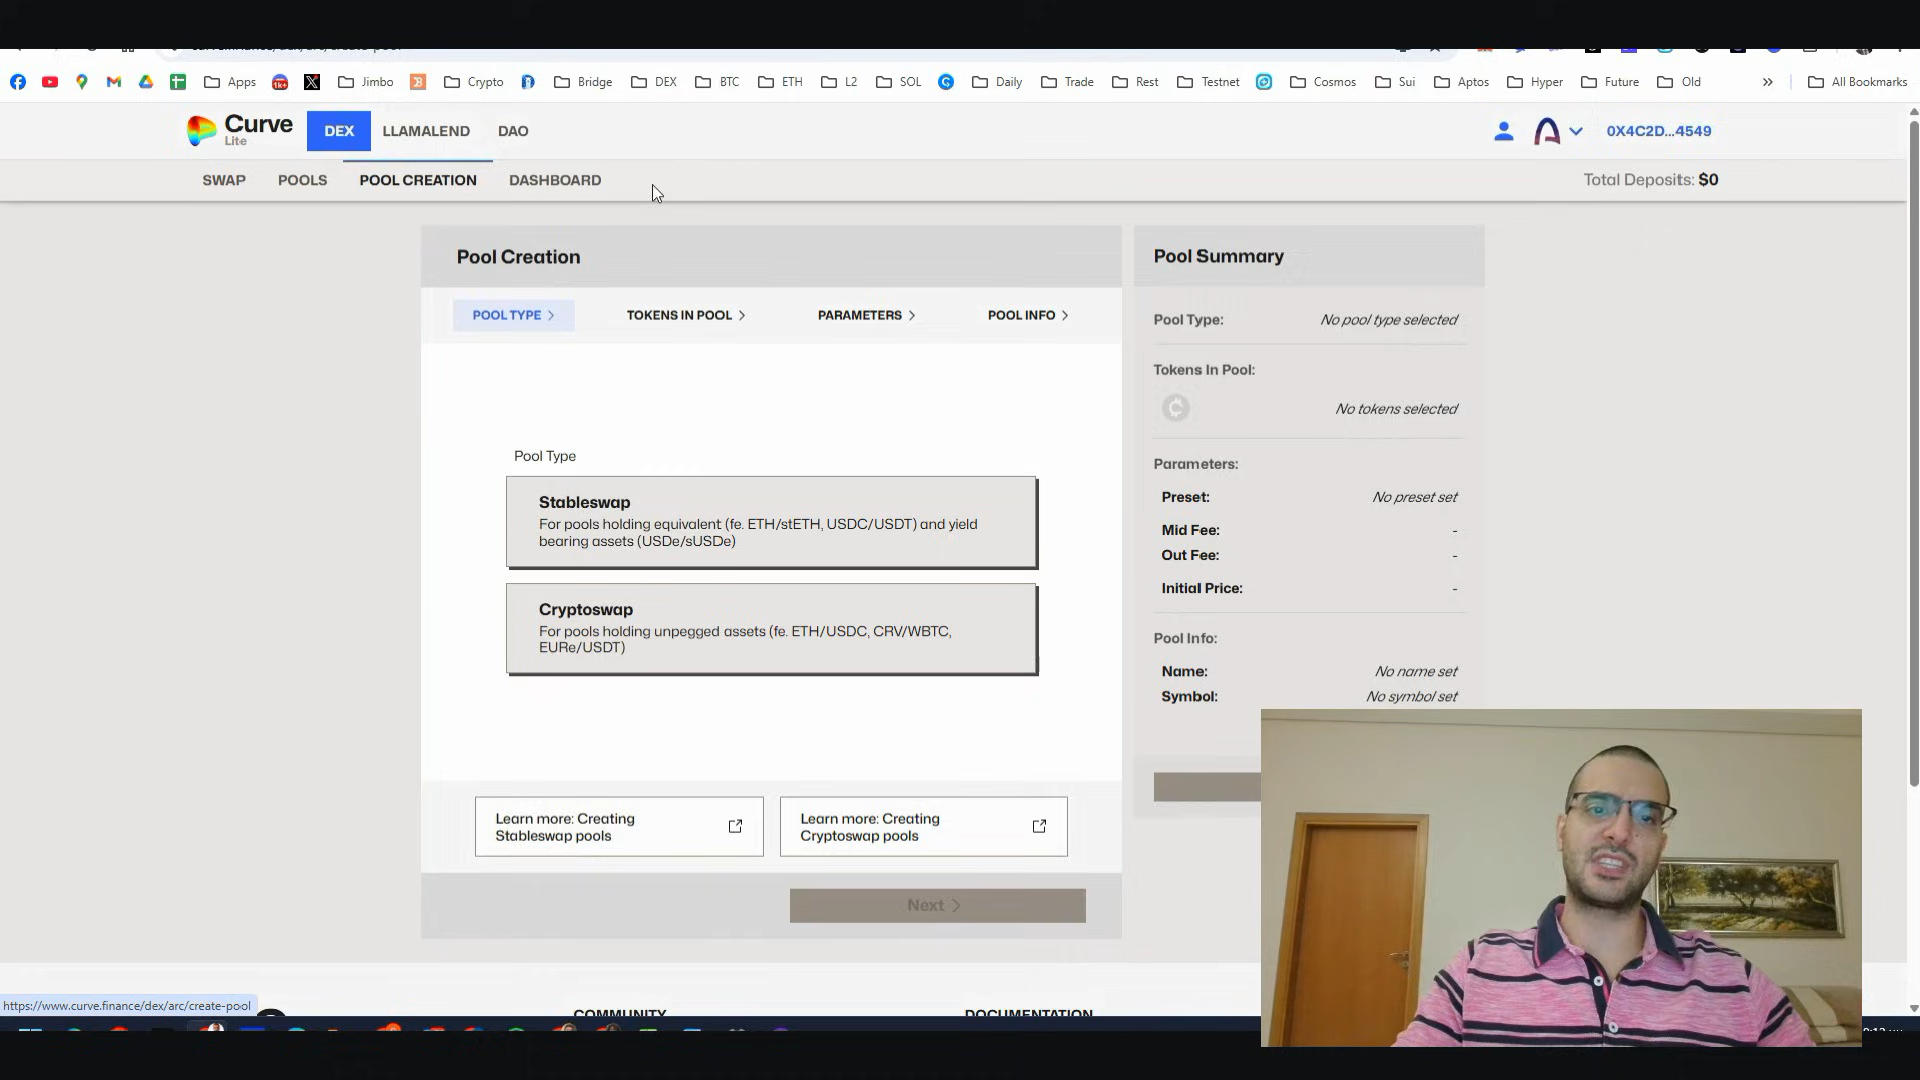 Apps
Jimbo
Crypto
Bridge
DEX
BTC
ETH
L2
SOL
Daily
Trade
Rest
Testnet
Cosmos
Sui
Aptos
Hyper
Future
Old
All Bookmarks
Curve
Lite
DEX
LLAMALEND
DAO
0X4C2D...4549
SWAP
POOLS
POOL CREATION
DASHBOARD
Total Deposits: $0
Pool Creation
POOL TYPE
TOKENS IN POOL
PARAMETERS
POOL INFO
Pool Type
Stableswap
For pools holding equivalent (fe. ETH/stETH, USDC/USDT) and yield
bearing assets (USDe/sUSDe)
Cryptoswap
For pools holding unpegged assets (fe. ETH/USDC, CRV/WBTC,
EURe/USDT)
Learn more: Creating
Stableswap pools
Learn more: Creating
Cryptoswap pools
Next
Pool Summary
Pool Type: No pool type selected
Tokens In Pool:
No tokens selected
Parameters:
Preset: No preset set
Mid Fee: -
Out Fee: -
Initial Price: -
Pool Info:
Name: No name set
Symbol: No symbol set
https://www.curve.finance/dex/arc/create-pool
COMMUNITY
DOCUMENTATION